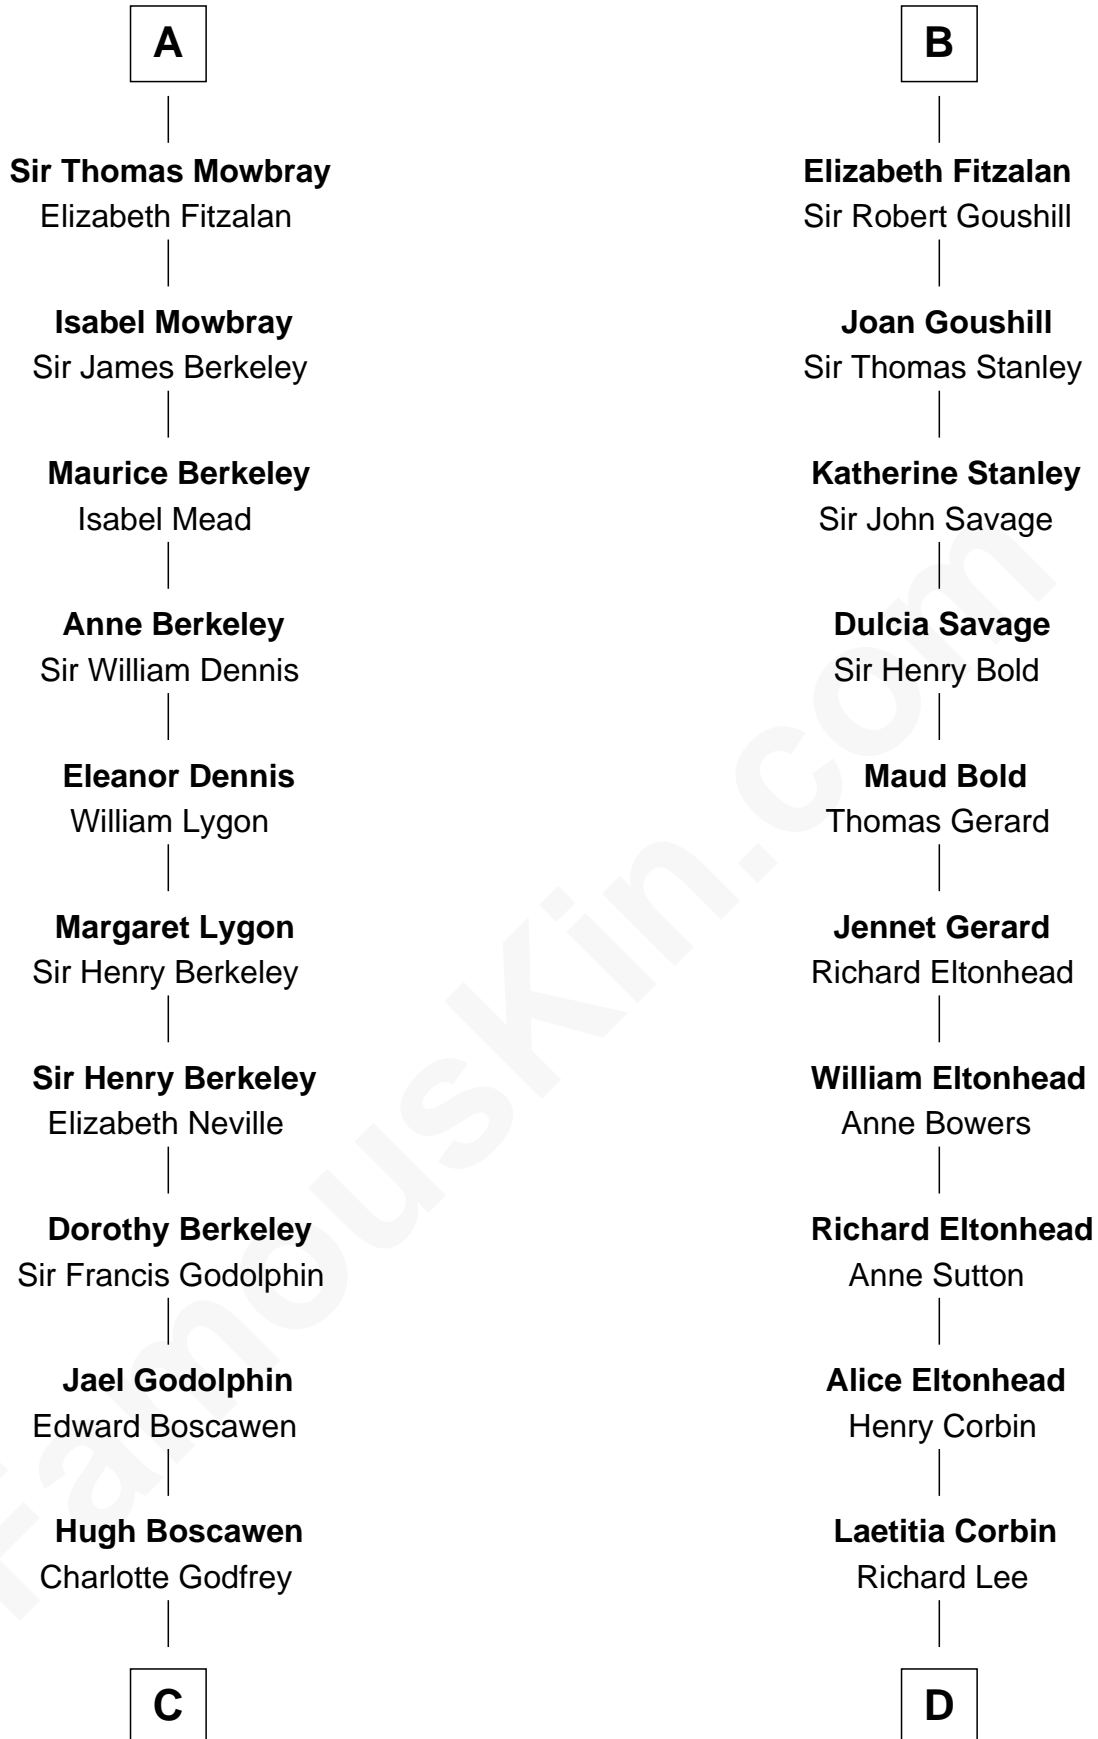 A
Sir Thomas Mowbray
Elizabeth Fitzalan
Isabel Mowbray
Sir James Berkeley
Maurice Berkeley
Isabel Mead
Anne Berkeley
Sir William Dennis
Eleanor Dennis
William Lygon
Margaret Lygon
Sir Henry Berkeley
Sir Henry Berkeley
Elizabeth Neville
Dorothy Berkeley
Sir Francis Godolphin
Jael Godolphin
Edward Boscawen
Hugh Boscawen
Charlotte Godfrey
C
B
Elizabeth Fitzalan
Sir Robert Goushill
Joan Goushill
Sir Thomas Stanley
Katherine Stanley
Sir John Savage
Dulcia Savage
Sir Henry Bold
Maud Bold
Thomas Gerard
Jennet Gerard
Richard Eltonhead
William Eltonhead
Anne Bowers
Richard Eltonhead
Anne Sutton
Alice Eltonhead
Henry Corbin
Laetitia Corbin
Richard Lee
D
FamousKin.com